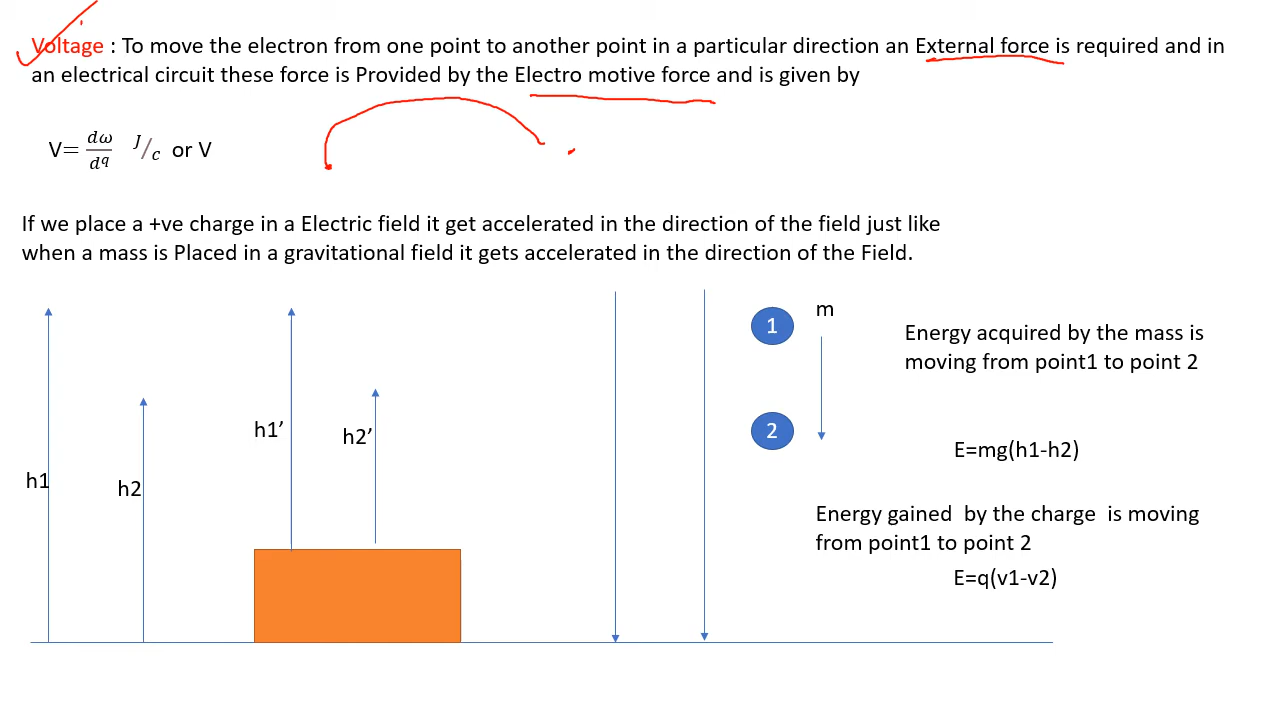 Voltage : To move the electron from one point to another point in a particular direction an External force is required and in
an electrical circuit these force is Provided by the Electro motive force and is given by
V= dω/dq J/c or V
If we place a +ve charge in a Electric field it get accelerated in the direction of the field just like
when a mass is Placed in a gravitational field it gets accelerated in the direction of the Field.
1
m
Energy acquired by the mass is
moving from point1 to point 2
h1’
h2’
2
E=mg(h1-h2)
h1
h2
Energy gained  by the charge  is moving
from point1 to point 2
E=q(v1-v2)